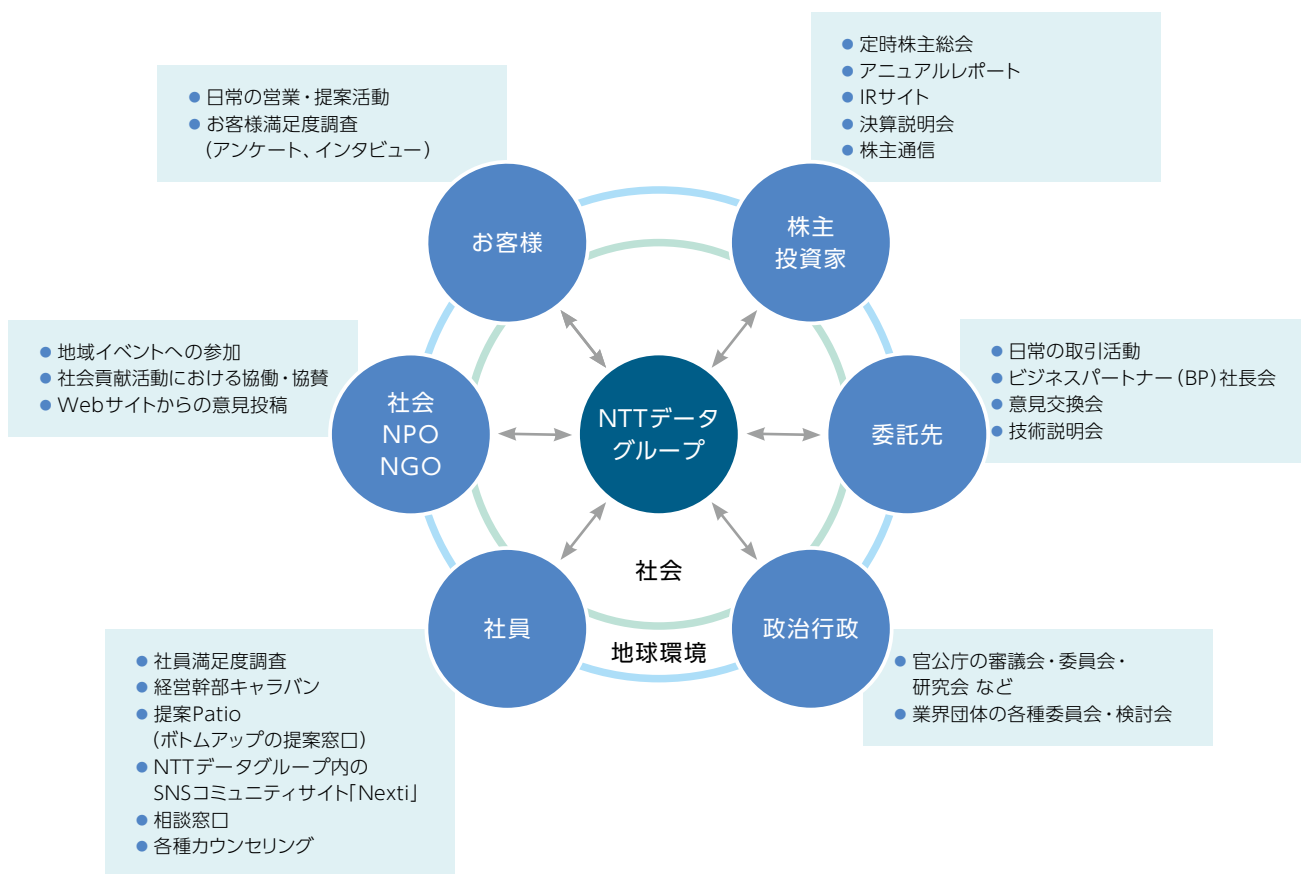 ● 定時株主総会
● アニュアルレポート
● IRサイト
● 決算説明会
● 株主通信
● 日常の営業・提案活動
● お客様満足度調査
(アンケート、インタビュー)
お客様
株主
投資家
● 地域イベントへの参加
● 社会貢献活動における協働・協賛
● Webサイトからの意見投稿
● 日常の取引活動
● ビジネスパートナー(BP)社長会
● 意見交換会
● 技術説明会
社会
NPO
NGO
NTTデータ
グループ
委託先
社会
社員
地球環境
政治行政
● 社員満足度調査
● 経営幹部キャラバン
● 提案Patio
(ボトムアップの提案窓口)
● NTTデータグループ内の
SNSコミュニティサイト「Nexti」
● 相談窓口
● 各種カウンセリング
● 官公庁の審議会・委員会・
研究会 など
● 業界団体の各種委員会・検討会